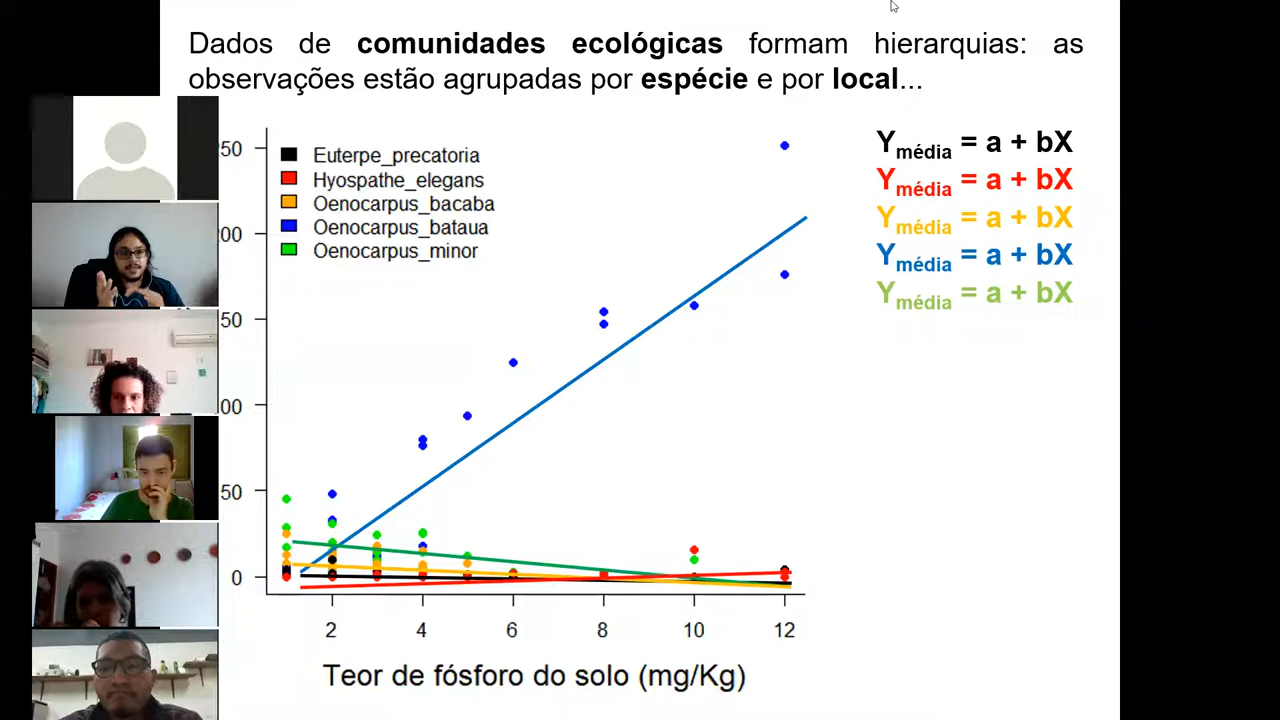 Dados de comunidades ecológicas formam hierarquias: as
observações estão agrupadas por espécie e por local...
Euterpe_precatoria
Hyospathe_elegans
Oenocarpus_bacaba
Oenocarpus_bataua
Oenocarpus_minor
Ymédia = a + bX
Ymédia = a + bX
Ymédia = a + bX
Ymédia = a + bX
Ymédia = a + bX
50
00
50
00
50
0
2 4 6 8 10 12
Teor de fósforo do solo (mg/Kg)